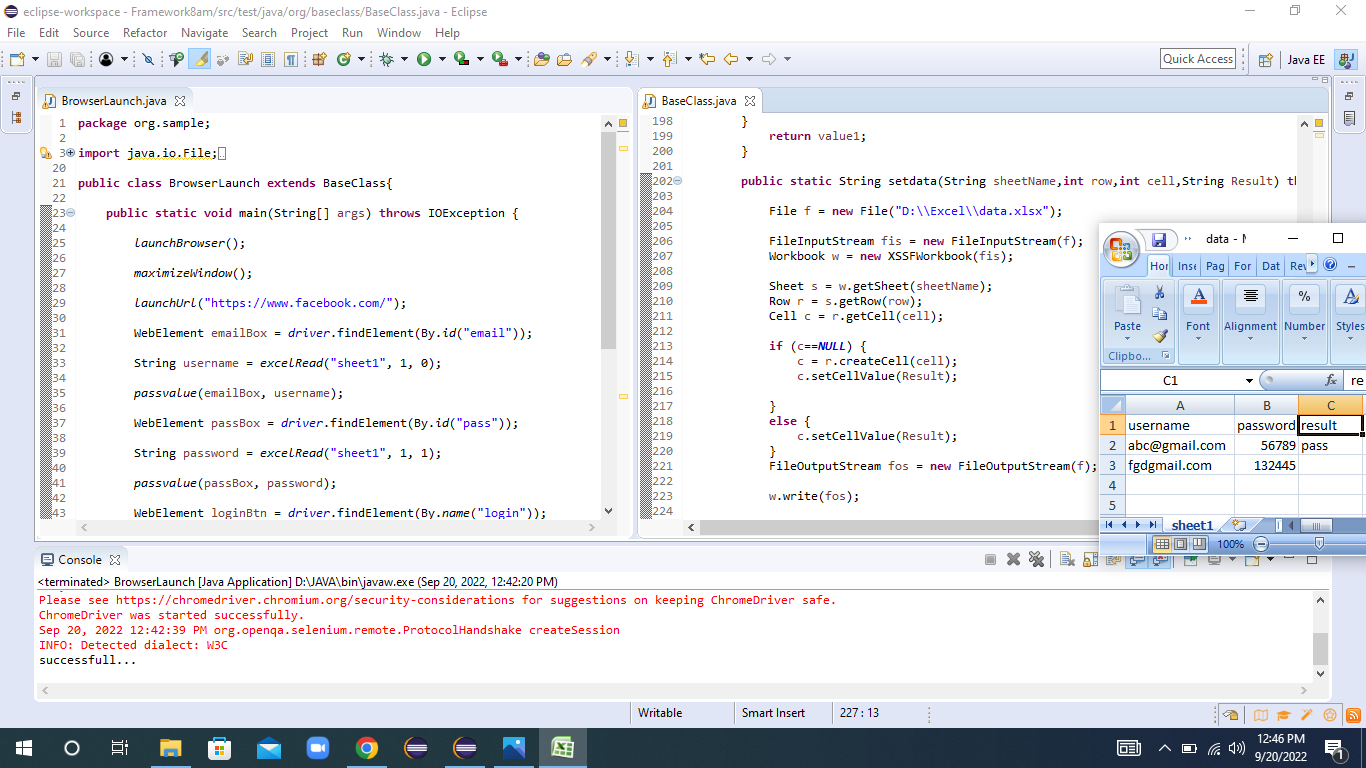 eclipse-workspace - Framework8am/src/test/java/org/baseclass/BaseClass.java - Eclipse
File Edit Source Refactor Navigate Search Project Run Window Help
Quick Access
Java EE
BrowserLaunch.java
1 package org.sample;
2
3 import java.io.File;
20
21 public class BrowserLaunch extends BaseClass{
22
23 public static void main(String[] args) throws IOException {
24
25 launchBrowser();
26
27 maximizeWindow();
28
29 launchUrl("https://www.facebook.com/");
30
31 WebElement emailBox = driver.findElement(By.id("email"));
32
33 String username = excelRead("sheet1", 1, 0);
34
35 passvalue(emailBox, username);
36
37 WebElement passBox = driver.findElement(By.id("pass"));
38
39 String password = excelRead("sheet1", 1, 1);
40
41 passvalue(passBox, password);
42
43 WebElement loginBtn = driver.findElement(By.name("login"));
BaseClass.java
198 }
199 return value1;
200 }
201
202 public static String setdata(String sheetName,int row,int cell,String Result) th
203
204 File f = new File("D:\\Excel\\data.xlsx");
205
206 FileInputStream fis = new FileInputStream(f);
207 Workbook w = new XSSFWorkbook(fis);
208
209 Sheet s = w.getSheet(sheetName);
210 Row r = s.getRow(row);
211 Cell c = r.getCell(cell);
212
213 if (c==NULL) {
214 c = r.createCell(cell);
215 c.setCellValue(Result);
216
217 }
218 else {
219 c.setCellValue(Result);
220 }
221 FileOutputStream fos = new FileOutputStream(f);
222
223 w.write(fos);
224
data - M
Hor Inse Pag For Dat Rev
Paste Font Alignment Number Styles
Clipbo...
C1 fx re
A B C
1 username password result
2 abc@gmail.com 56789 pass
3 fgdgmail.com 132445
4
5
sheet1
100%
Console
<terminated> BrowserLaunch [Java Application] D:\JAVA\bin\javaw.exe (Sep 20, 2022, 12:42:20 PM)
Please see https://chromedriver.chromium.org/security-considerations for suggestions on keeping ChromeDriver safe.
ChromeDriver was started successfully.
Sep 20, 2022 12:42:39 PM org.openqa.selenium.remote.ProtocolHandshake createSession
INFO: Detected dialect: W3C
successfull...
Writable
Smart Insert
227 : 13
12:46 PM
9/20/2022
1